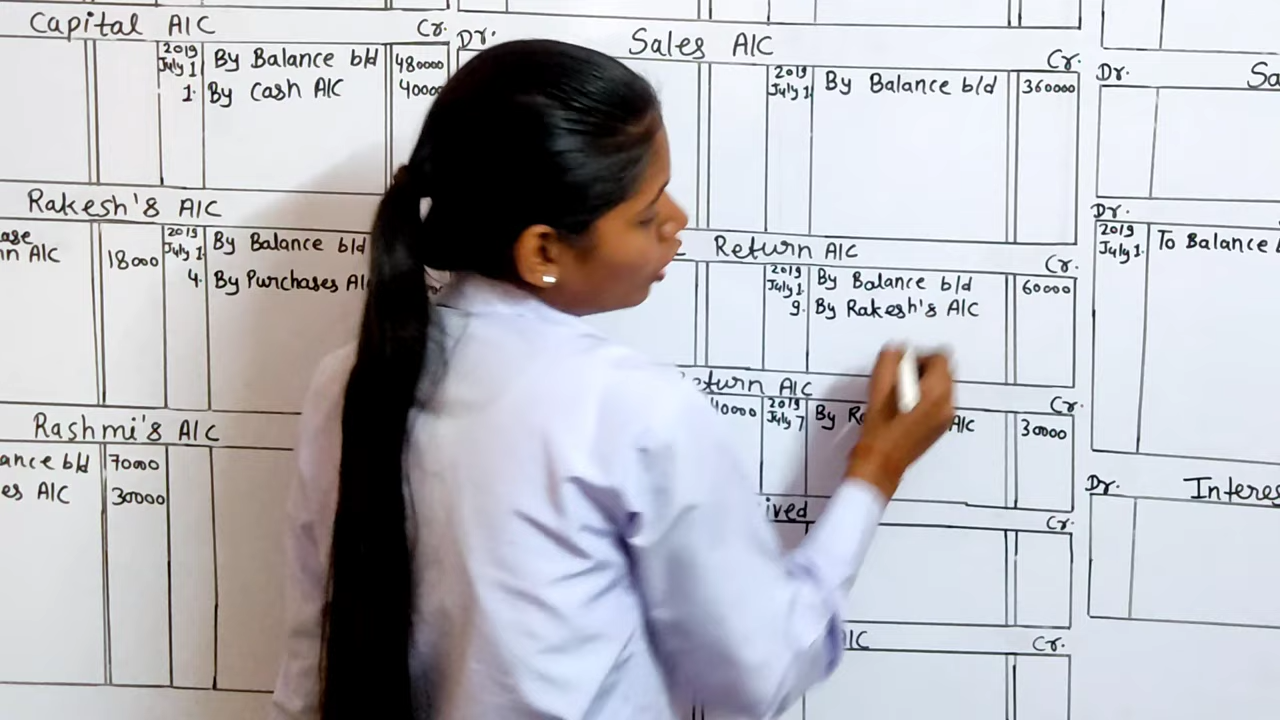 Capital A/C
Cr.
2019
July 1 By Balance b/d 480000
1. By Cash A/C 40000
Rakesh's A/C
n A/C 18000
2019
July 1 By Balance b/d
4. By Purchases A/c
Rashmi's A/C
ance b/d 70000
es A/C 30000
Dr. Sales A/C Cr.
2019
July 1 By Balance b/d 360000
Return A/C
Cr.
2019
July 1 By Balance b/d 60000
9. By Rakesh's A/C
eturn A/C
Cr.
2019
July 7 By A/C 30000
ived
Cr.
A/C Cr.
Dr. Sa
Dr.
2019
July 1. To Balance b
Dr. Interes